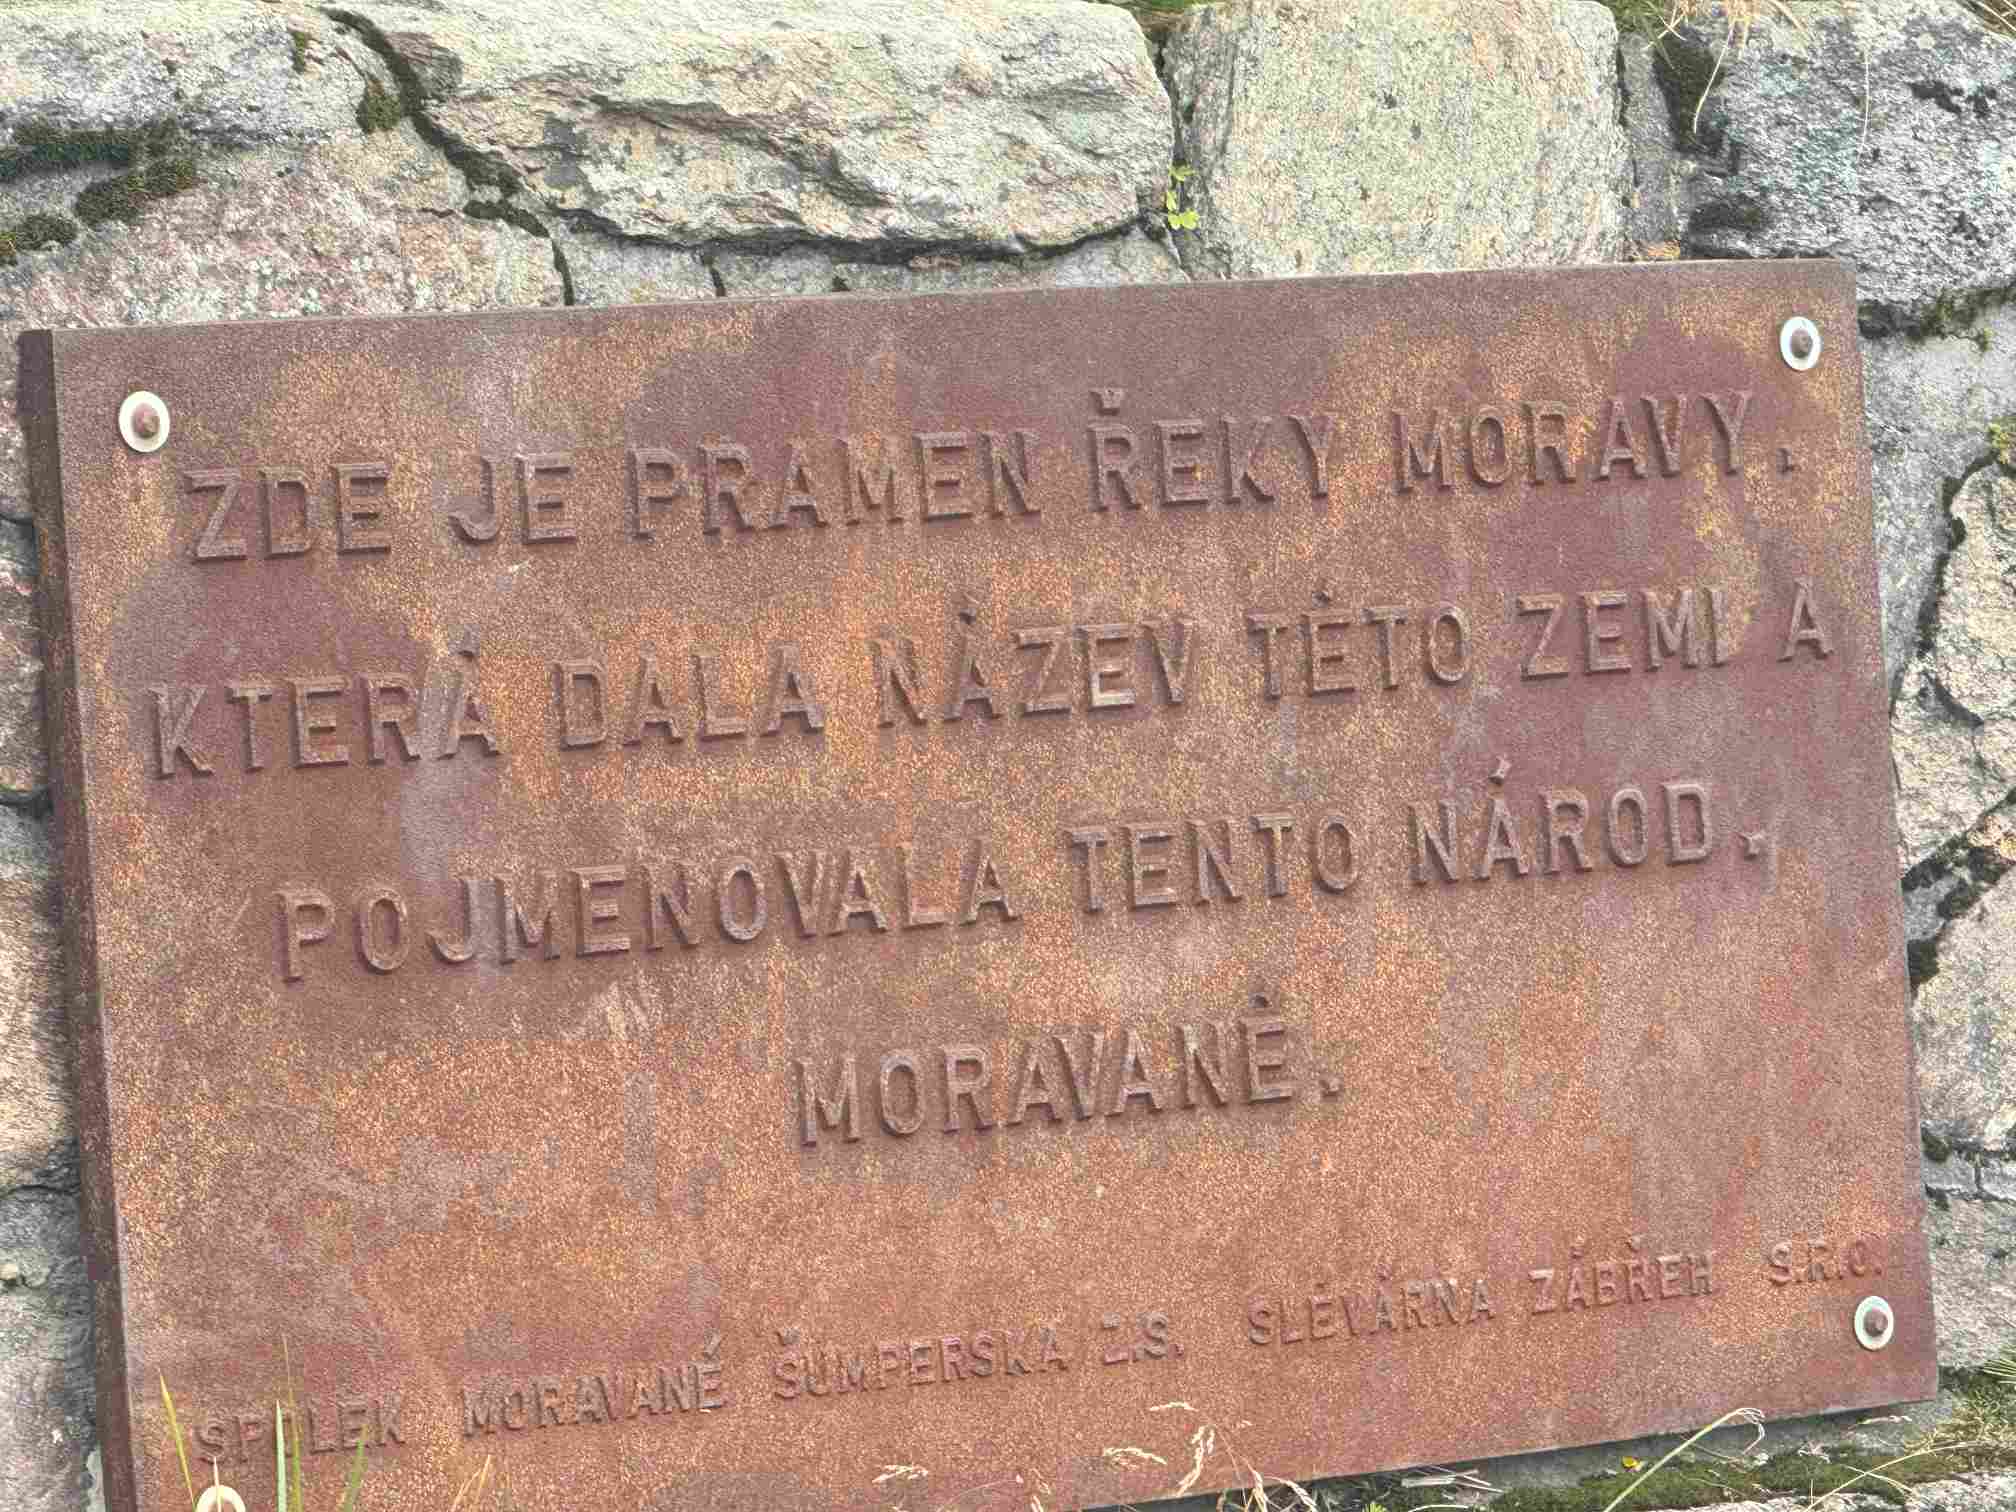 ZDE JE PRAMEN ŘEKY MORAVY,
KTERÁ DALA NÁZEV TÉTO ZEMI A
POJMENOVALA TENTO NÁROD,
MORAVANÉ.
SPOLEK MORAVANÉ ŠUMPERSKA Z.S. SLÉVÁRNA ZÁBŘEH S.R.O.